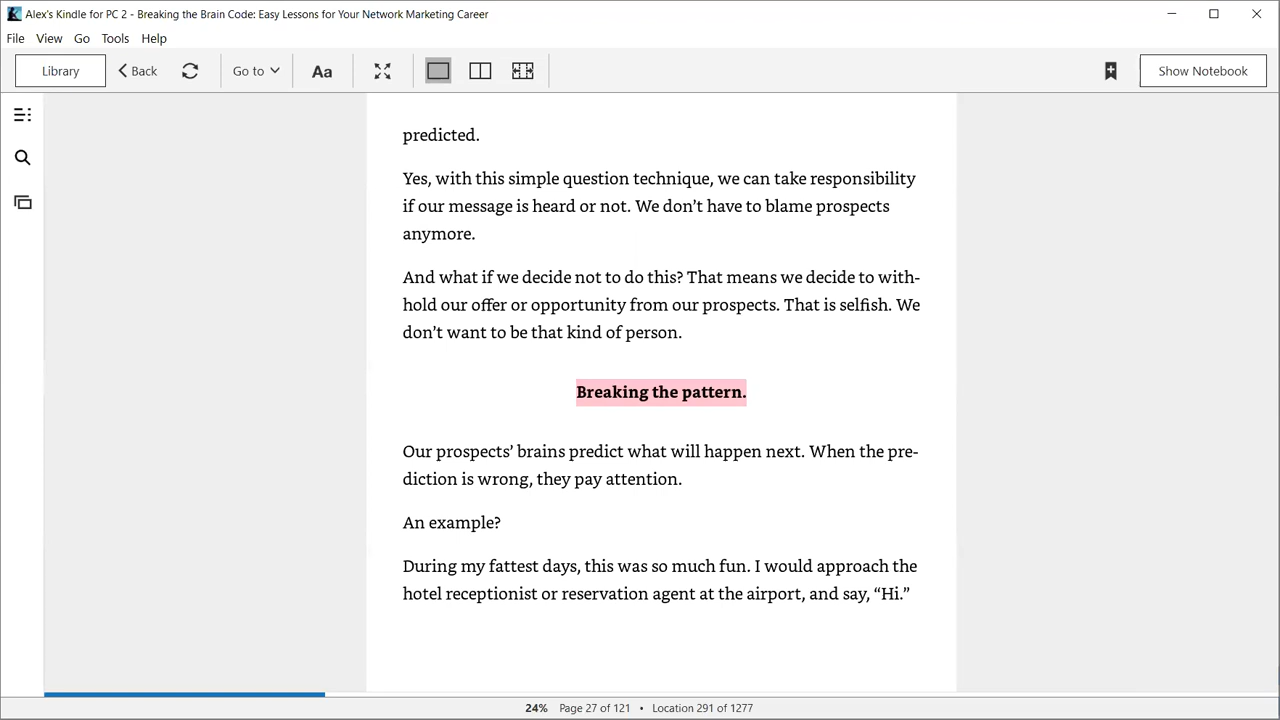 Alex's Kindle for PC 2 - Breaking the Brain Code: Easy Lessons for Your Network Marketing Career
File View Go to Tools Help
Library Back Go to Aa Show Notebook
predicted.
Yes, with this simple question technique, we can take responsibility
if our message is heard or not. We don’t have to blame prospects
anymore.
And what if we decide not to do this? That means we decide to with-
hold our offer or opportunity from our prospects. That is selfish. We
don’t want to be that kind of person.
Breaking the pattern.
Our prospects’ brains predict what will happen next. When the pre-
diction is wrong, they pay attention.
An example?
During my fattest days, this was so much fun. I would approach the
hotel receptionist or reservation agent at the airport, and say, “Hi.”
24% Page 27 of 121 • Location 291 of 1277